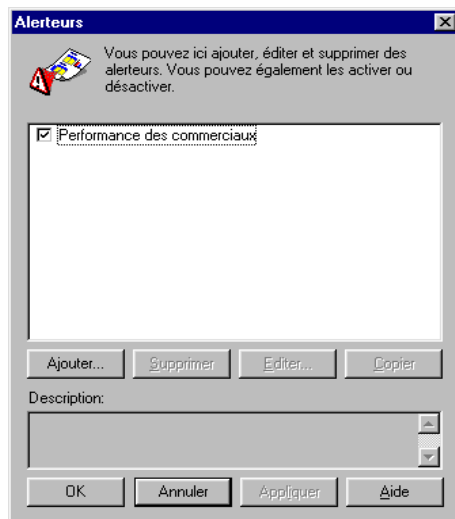 Alerteurs
Vous pouvez ici ajouter, éditer et supprimer des
alerteurs. Vous pouvez également les activer ou
désactiver.
Performance des commerciaux
Ajouter... Supprimer Editer... Copier
Description:
OK Annuler Appliquer Aide